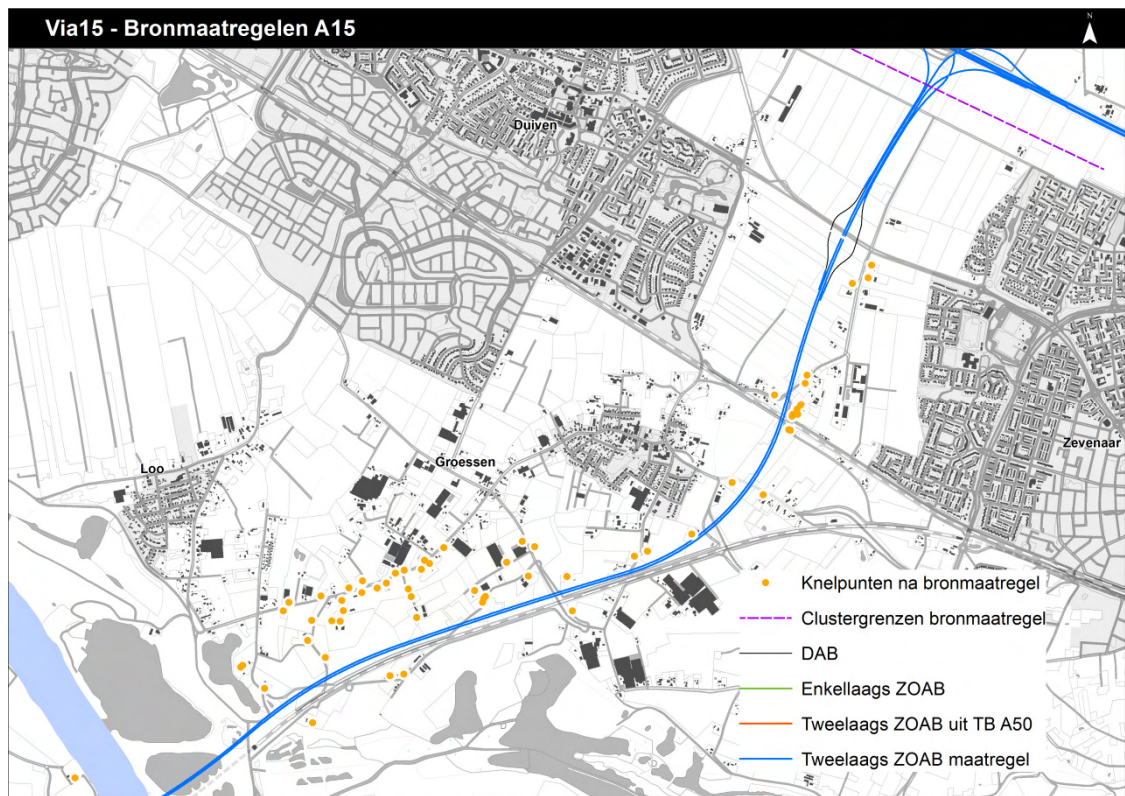 Via15 - Bronmaatregelen A15
N
Duiven
Zevenaar
Groessen
Loo
Knelpunten na bronmaatregel
Clustergrenzen bronmaatregel
DAB
Enkellaags ZOAB
Tweelaags ZOAB uit TB A50
Tweelaags ZOAB maatregel